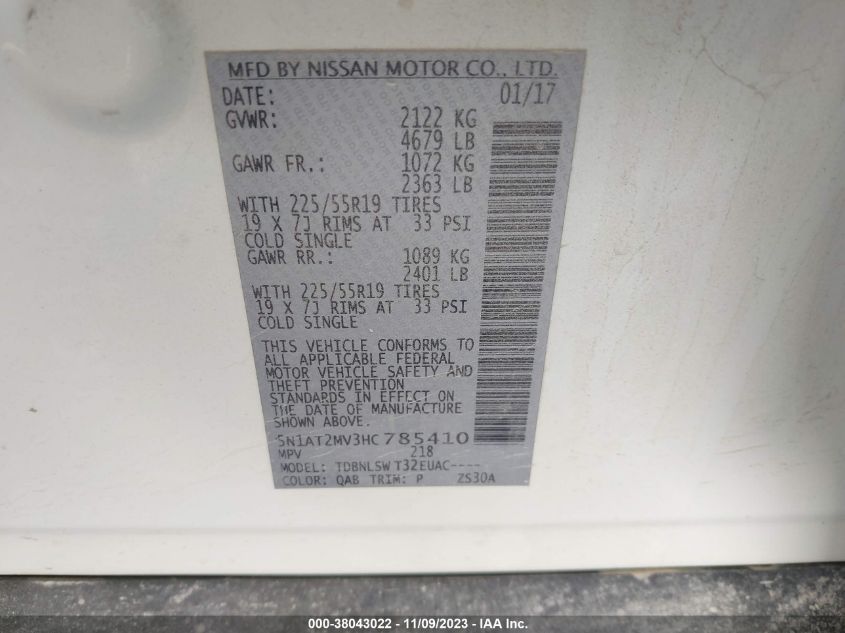 MFD BY NISSAN MOTOR CO., LTD.
DATE: 01/17
GVWR: 2122 KG
4679 LB
GAWR FR.: 1072 KG
2363 LB
WITH 225/55R19 TIRES
19 X 7J RIMS AT 33 PSI
COLD SINGLE
GAWR RR.: 1089 KG
2401 LB
WITH 225/55R19 TIRES
19 X 7J RIMS AT 33 PSI
COLD SINGLE
THIS VEHICLE CONFORMS TO
ALL APPLICABLE FEDERAL
MOTOR VEHICLE SAFETY AND
THEFT PREVENTION
STANDARDS IN EFFECT ON
THE DATE OF MANUFACTURE
SHOWN ABOVE.
5N1AT2MV3HC785410
MPV 218
MODEL: TDBNLSW T32EUAC----
COLOR: QAB TRIM: P ZS30A
000-38043022 - 11/09/2023 - IAA Inc.